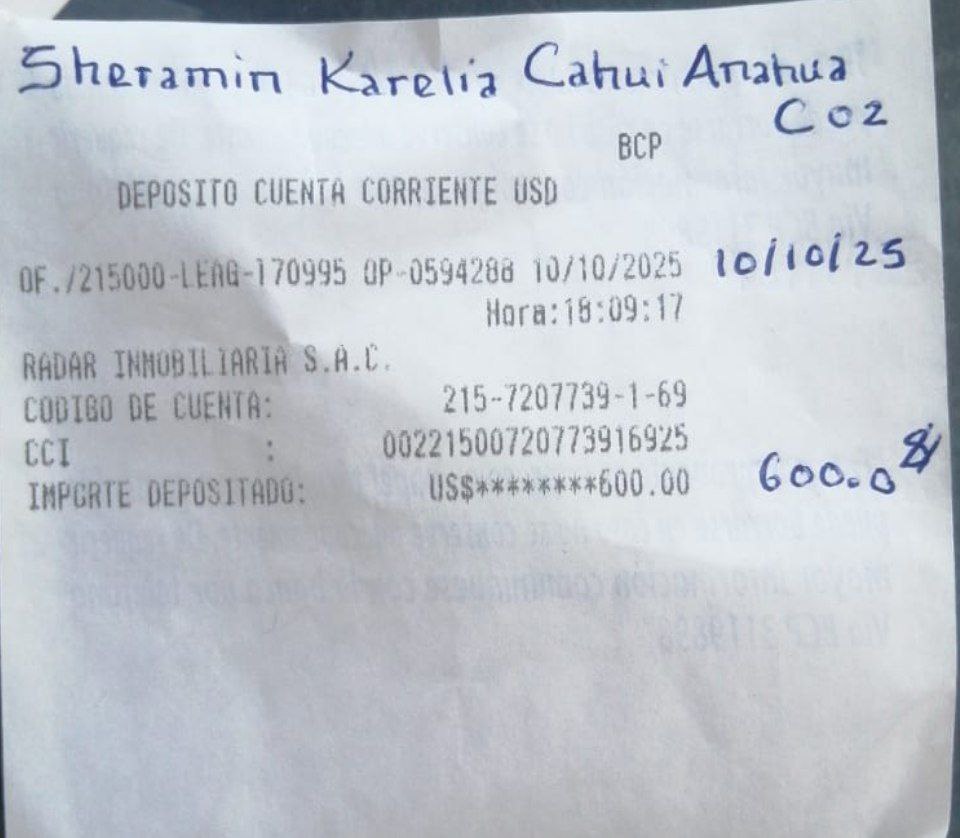 Sheramin Karelia Cahui Anahua
C02
BCP
DEPOSITO CUENTA CORRIENTE USD
OF./215000-LEAG-170995 OP-0594288 10/10/2025 10/10/25
Hora:18:09:17
RADAR INMOBILIARIA S.A.C.
CODIGO DE CUENTA: 215-7207739-1-69
CCI : 00221500720773916925
IMPORTE DEPOSITADO: US$********600.00 600.0